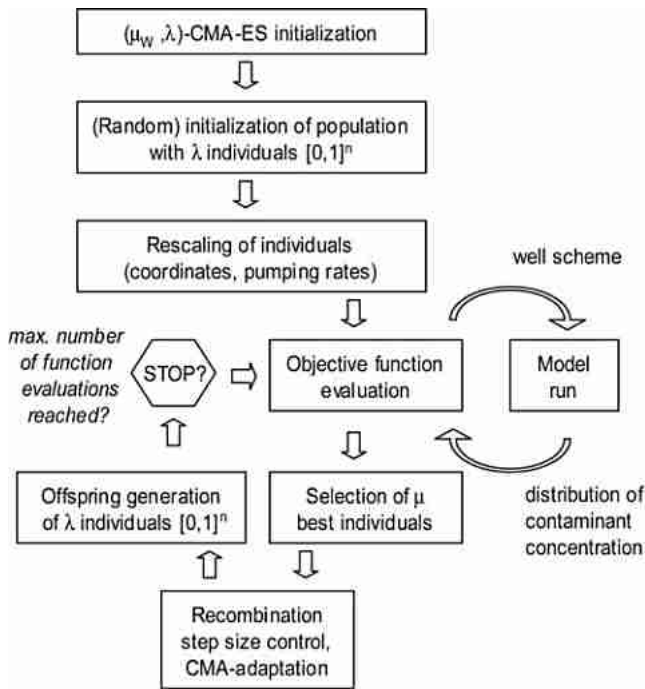 (μW ,λ)-CMA-ES initialization
(Random) initialization of population
with λ individuals [0,1]ⁿ
Rescaling of individuals
(coordinates, pumping rates)
well scheme
max. number
of function
evaluations
reached?
STOP?
Objective function
evaluation
Model
run
Offspring generation
of λ individuals [0,1]ⁿ
Selection of μ
best individuals
distribution of
contaminant
concentration
Recombination
step size control,
CMA-adaptation